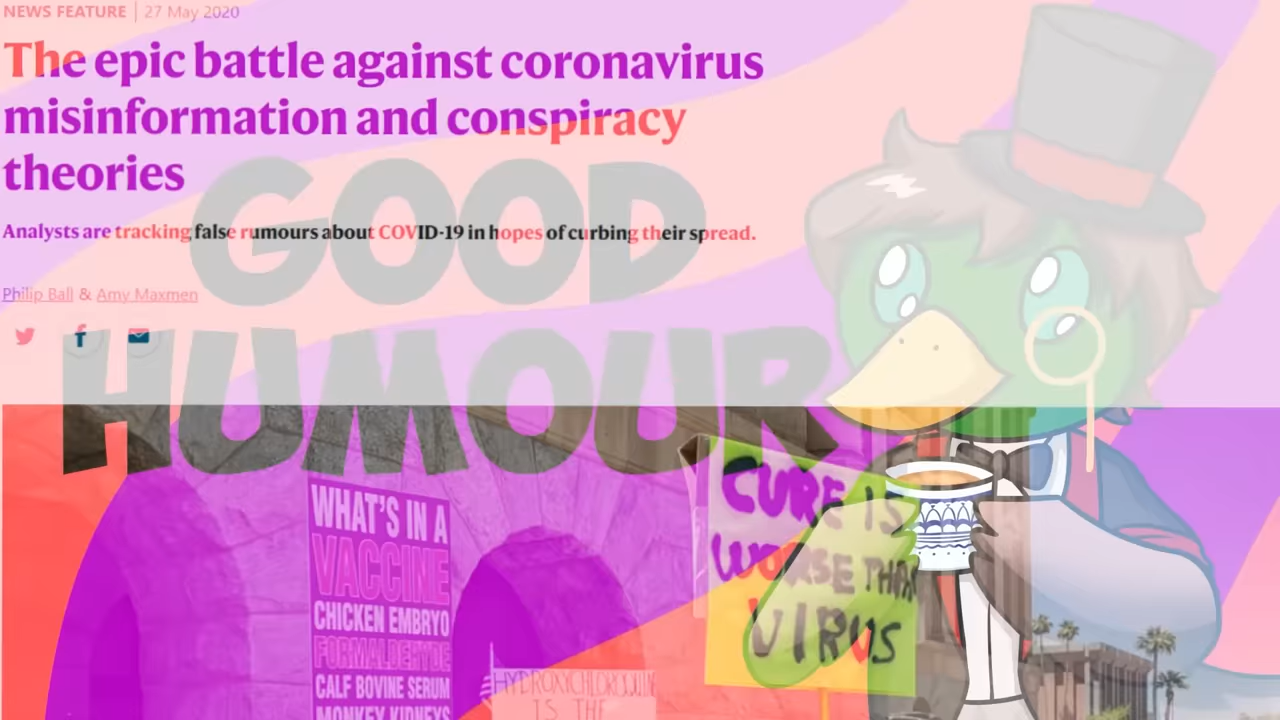 NEWS FEATURE | 27 May 2020
The epic battle against coronavirus
misinformation and conspiracy
theories
Analysts are tracking false rumours about COVID-19 in hopes of curbing their spread.
Philip Ball & Amy Maxmen
GOOD
HUMOUR
WHAT'S IN A
VACCINE
CHICKEN EMBRYO
FORMALDEHYDE
CALF BOVINE SERUM
MONKEY KIDNEYS
HYDROXYCHLOROQUINE
IS THE
CURE IS
WORSE THAN
VIRUS